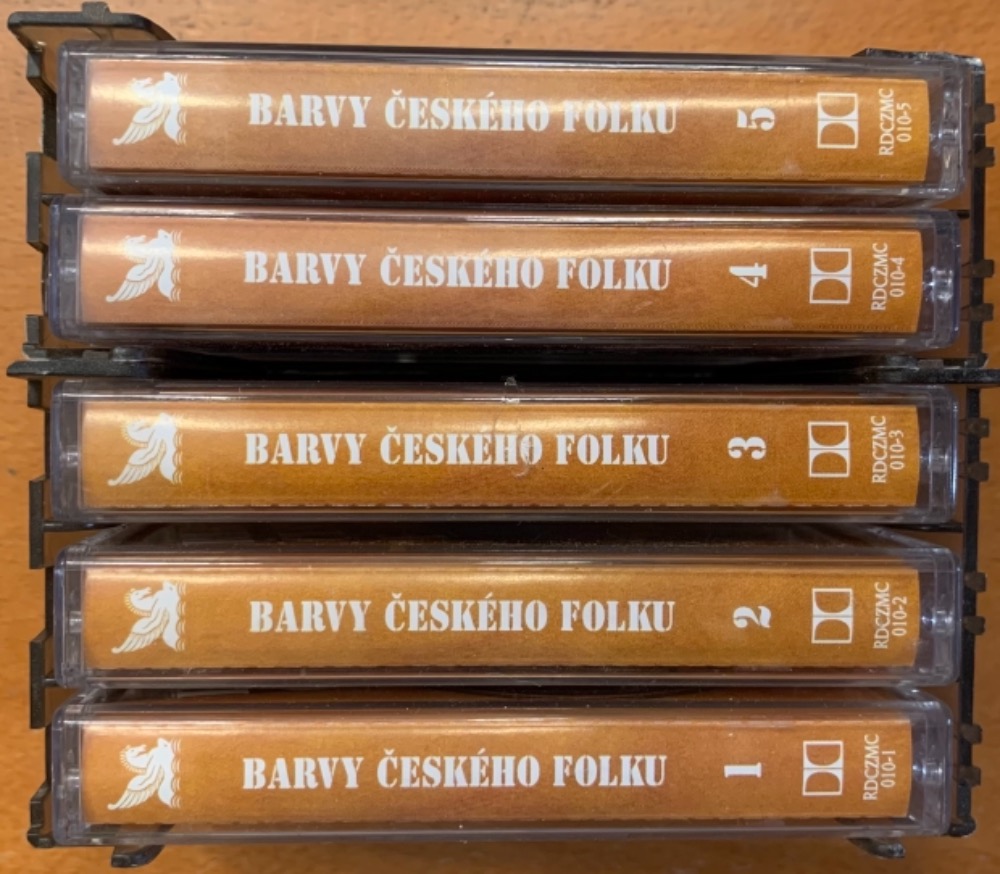 BARVY ČESKÉHO FOLKU 5 RDCZMC
010-5
BARVY ČESKÉHO FOLKU 4 RDCZMC
010-4
BARVY ČESKÉHO FOLKU 3 RDCZMC
010-3
BARVY ČESKÉHO FOLKU 2 RDCZMC
010-2
BARVY ČESKÉHO FOLKU 1 RDCZMC
010-1